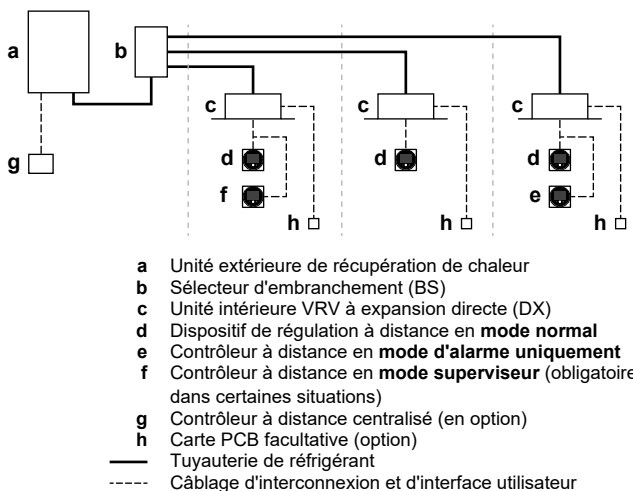 a
b
c
c
c
d
d
d
g
f
e
h
h
h
a Unité extérieure de récupération de chaleur
b Sélecteur d'embranchement (BS)
c Unité intérieure VRV à expansion directe (DX)
d Dispositif de régulation à distance en mode normal
e Contrôleur à distance en mode d'alarme uniquement
f Contrôleur à distance en mode superviseur (obligatoire
dans certaines situations)
g Contrôleur à distance centralisé (en option)
h Carte PCB facultative (option)
Tuyauterie de réfrigérant
Câblage d'interconnexion et d'interface utilisateur